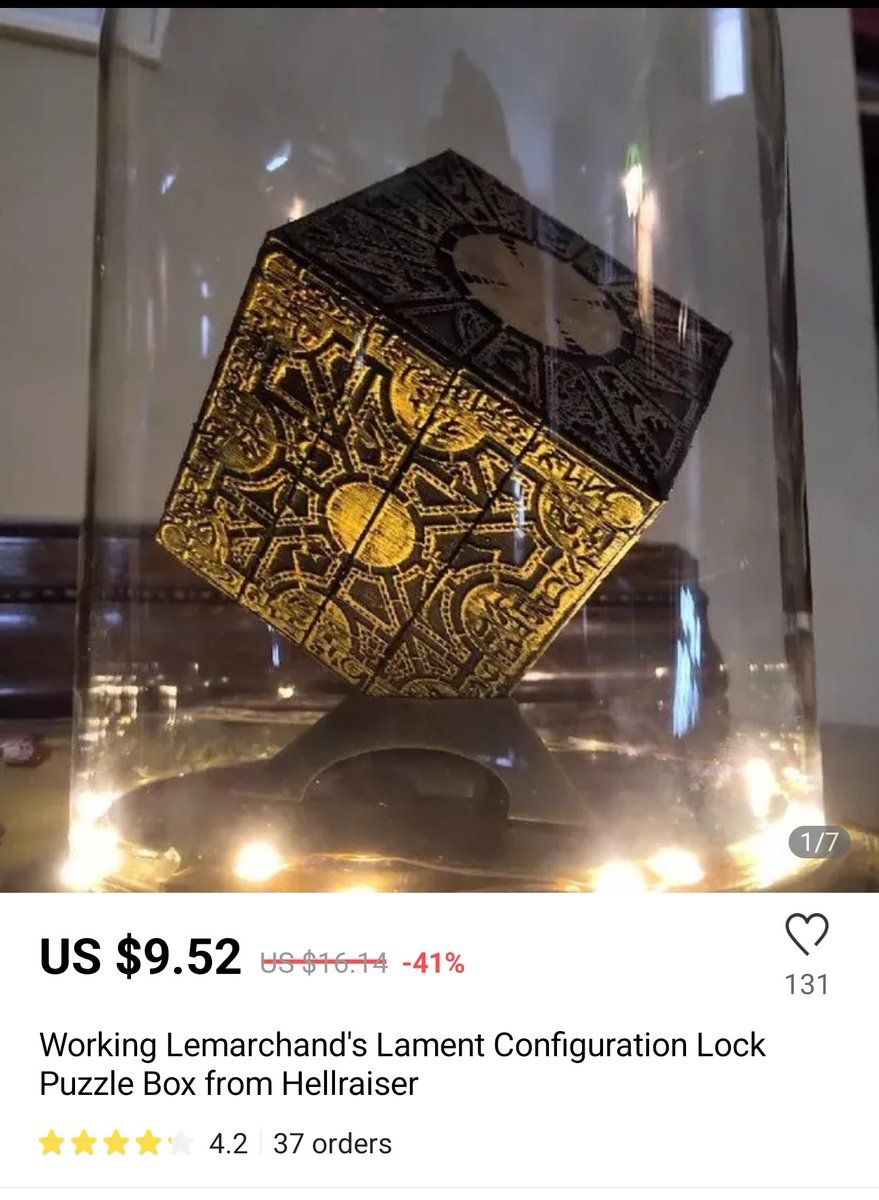 1/7
US $9.52 US $16.14 -41%
131
Working Lemarchand's Lament Configuration Lock
Puzzle Box from Hellraiser
4.2 37 orders